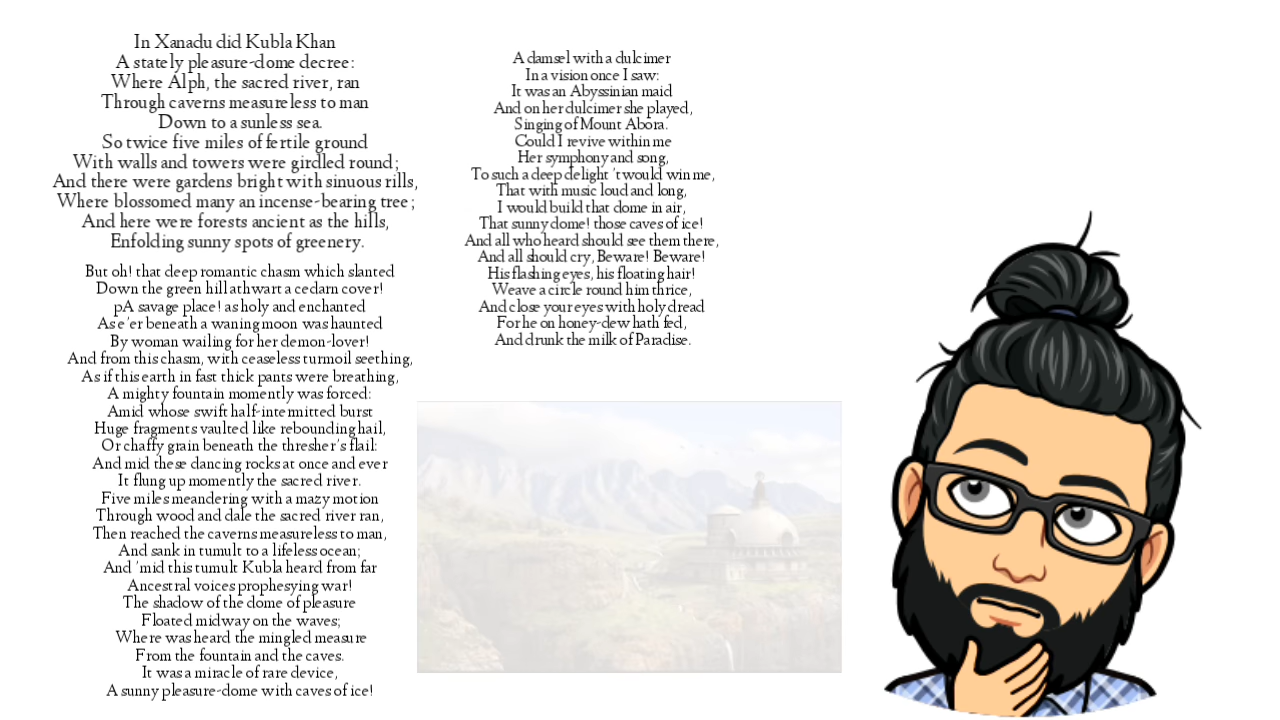 In Xanadu did Kubla Khan
A stately pleasure-dome decree:
Where Alph, the sacred river, ran
Through caverns measureless to man
Down to a sunless sea.
So twice five miles of fertile ground
With walls and towers were girdled round;
And there were gardens bright with sinuous rills,
Where blossomed many an incense-bearing tree;
And here were forests ancient as the hills,
Enfolding sunny spots of greenery.
But oh! that deep romantic chasm which slanted
Down the green hill athwart a cedarn cover!
pA savage place! as holy and enchanted
As e'er beneath a waning moon was haunted
By woman wailing for her demon-lover!
And from this chasm, with ceaseless turmoil seething,
As if this earth in fast thick pants were breathing,
A mighty fountain momently was forced:
Amid whose swift half-intemitted burst
Huge fragments vaulted like rebounding hail,
Or chaffy grain beneath the thresher's flail:
And mid these dancing rocks at once and ever
It flung up momently the sacred river.
Five miles meandering with a mazy motion
Through wood and dale the sacred river ran,
Then reached the caverns measureless to man,
And sank in tumult to a lifeless ocean;
And 'mid this tumult Kubla heard from far
Ancestral voices prophesying war!
The shadow of the dome of pleasure
Floated midway on the waves;
Where was heard the mingled measure
From the fountain and the caves.
It was a miracle of rare device,
A sunny pleasure-dome with caves of ice!
A damsel with a dulcimer
In a vision once I saw:
It was an Abyssinian maid
And on her dulcimer she played,
Singing of Mount Abora.
Could I revive within me
Her symphony and song,
To such a deep delight 'twould win me,
That with music loud and long,
I would build that dome in air,
That sunny dome! those caves of ice!
And all who heard should see them there,
And all should cry, Beware! Beware!
His flashing eyes, his floating hair!
Weave a circle round him thrice,
And close your eyes with holy dread
For he on honey-dew hath fed,
And drunk the milk of Paradise.